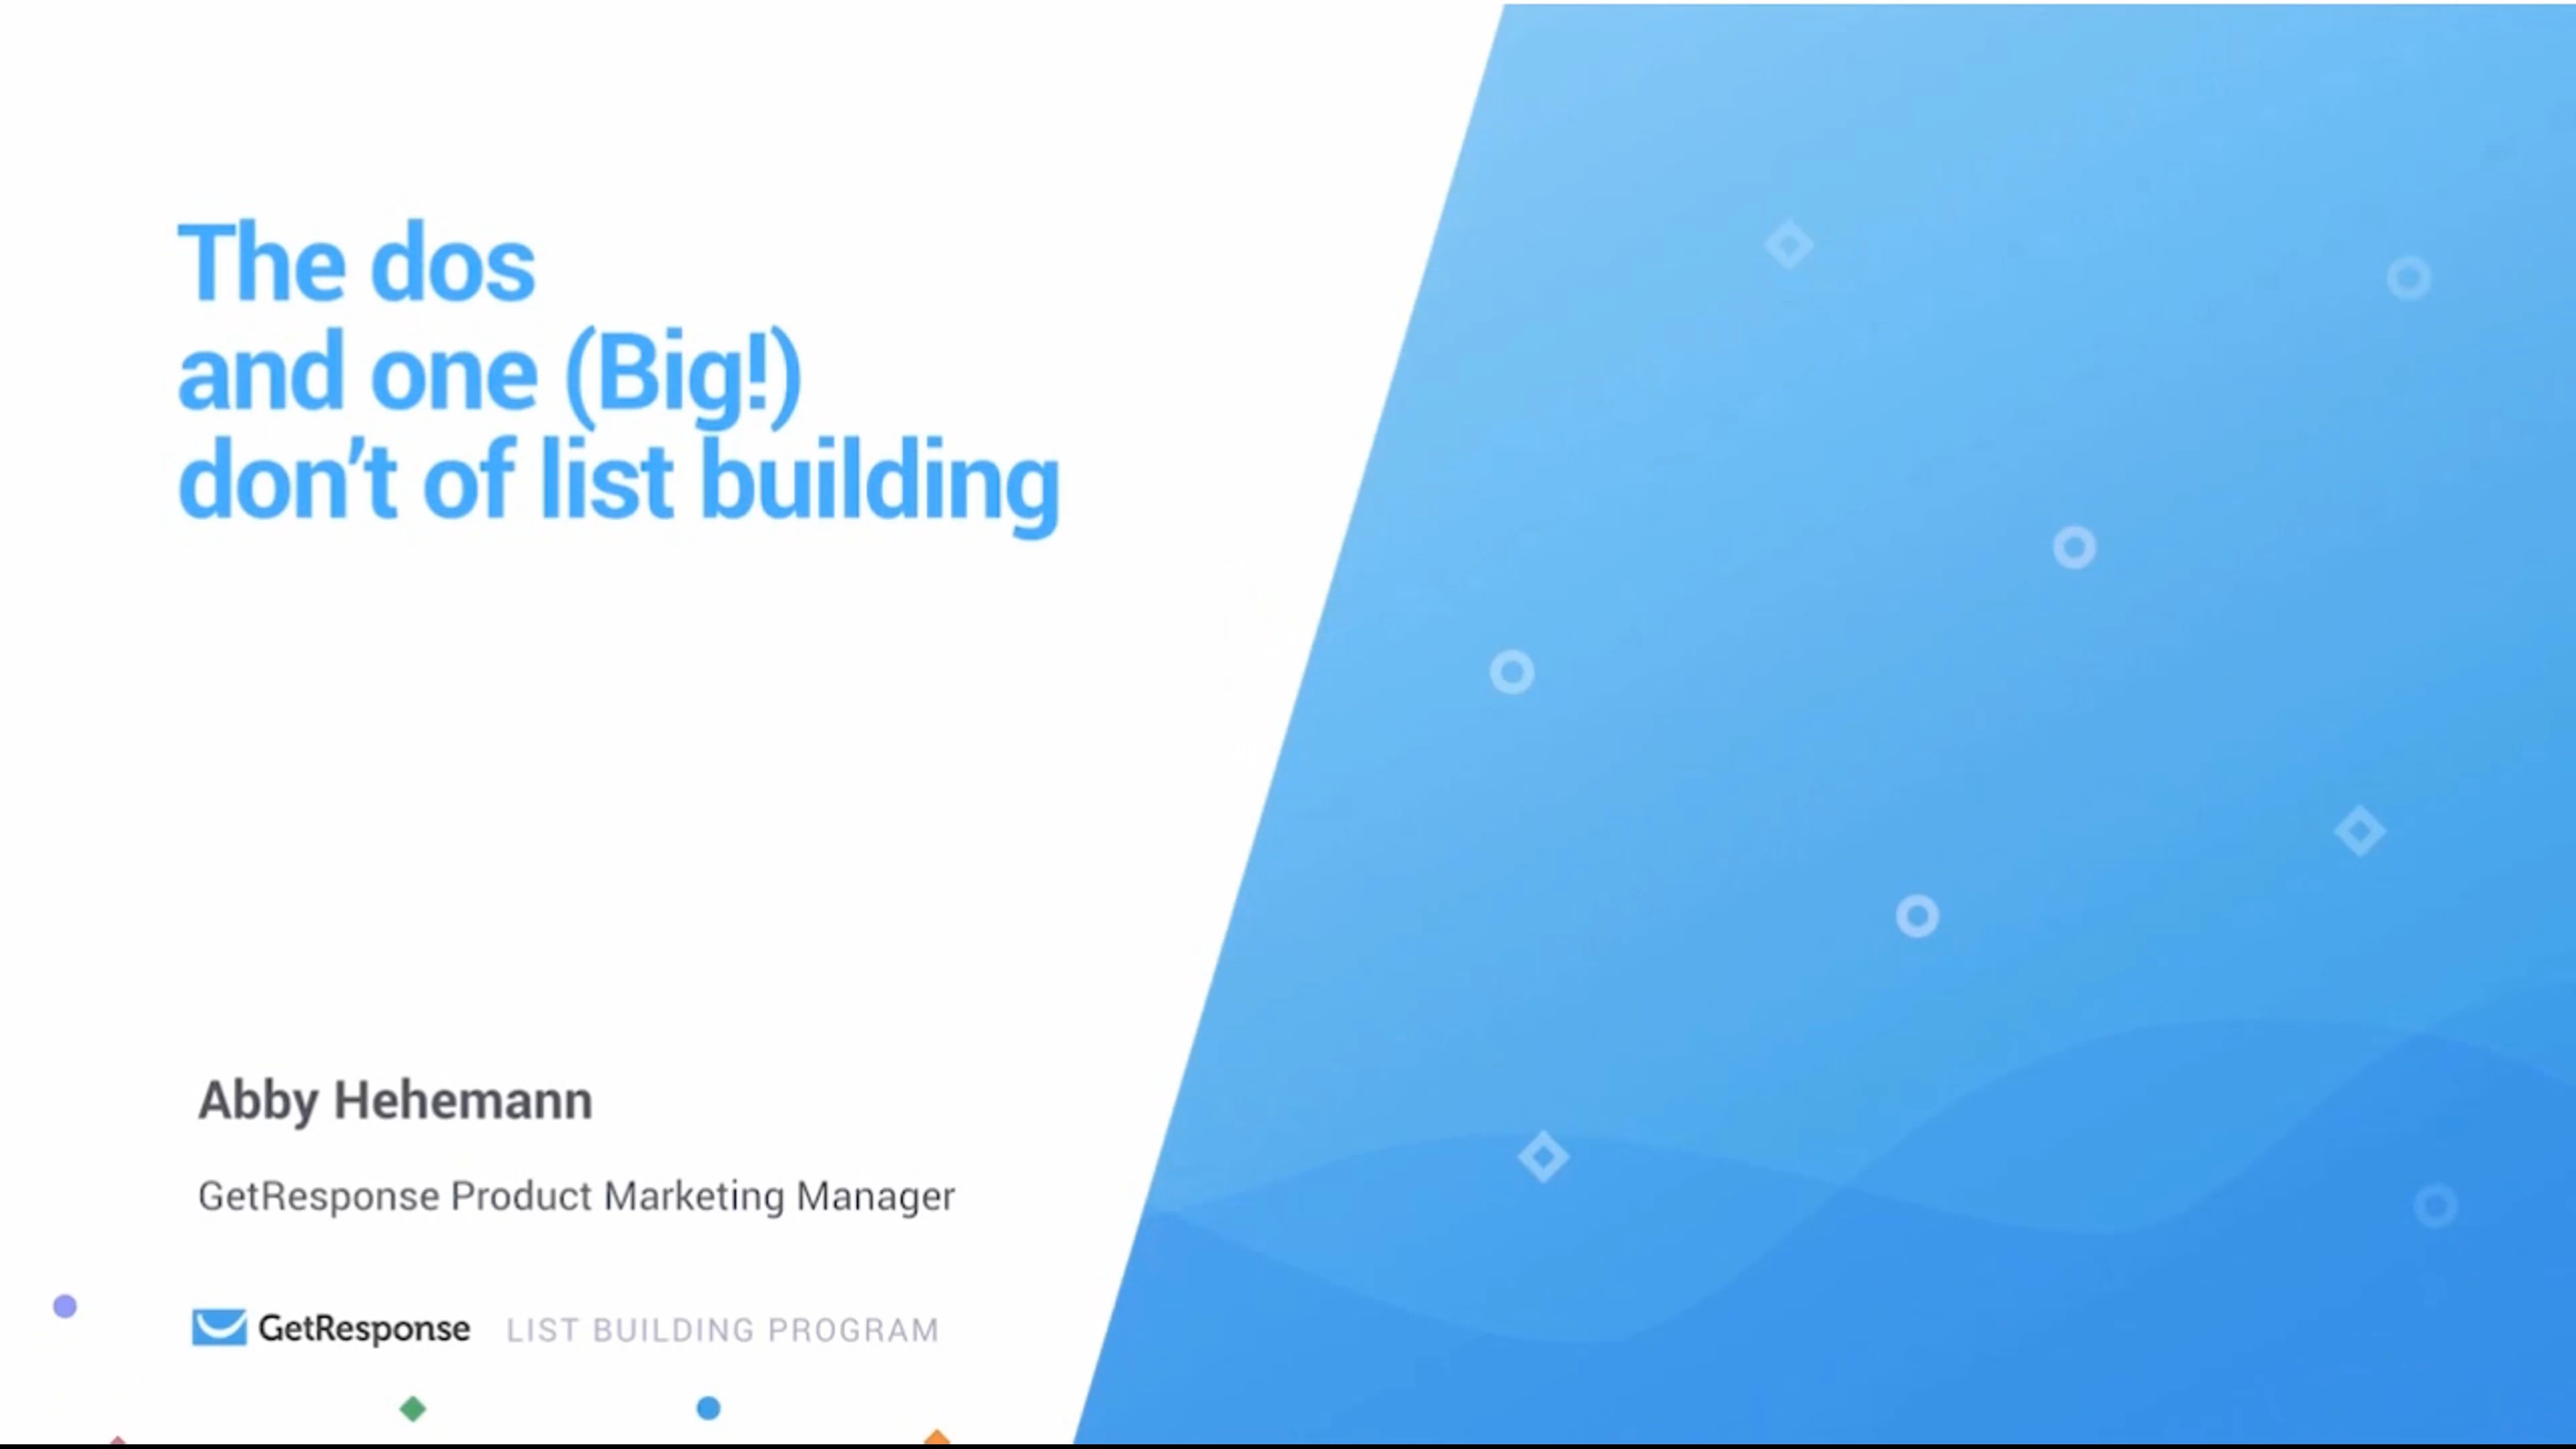 The dos
and one (Big!)
don’t of list building
Abby Hehemann
GetResponse Product Marketing Manager
GetResponse LIST BUILDING PROGRAM